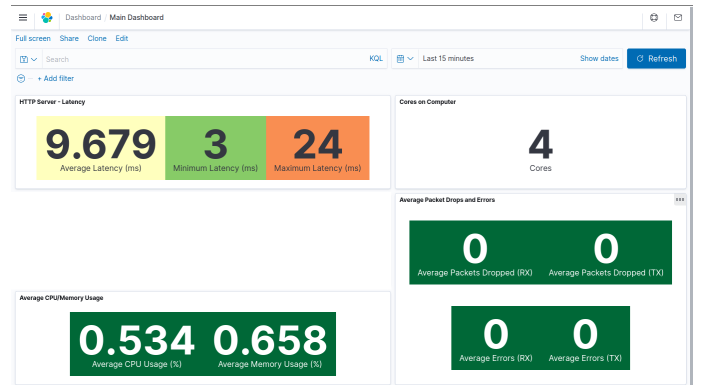 Dashboard Main Dashboard
Full screen Share Clone Edit
Search KQL Last 15 minutes Show dates Refresh
+ Add filter
HTTP Server - Latency
9.679 3 24
Average Latency (ms) Minimum Latency (ms) Maximum Latency (ms)
Cores on Computer
4
Cores
Average Packet Drops and Errors
0 0
Average Packets Dropped (RX) Average Packets Dropped (TX)
0 0
Average Errors (RX) Average Errors (TX)
Average CPU/Memory Usage
0.534 0.658
Average CPU Usage (%) Average Memory Usage (%)